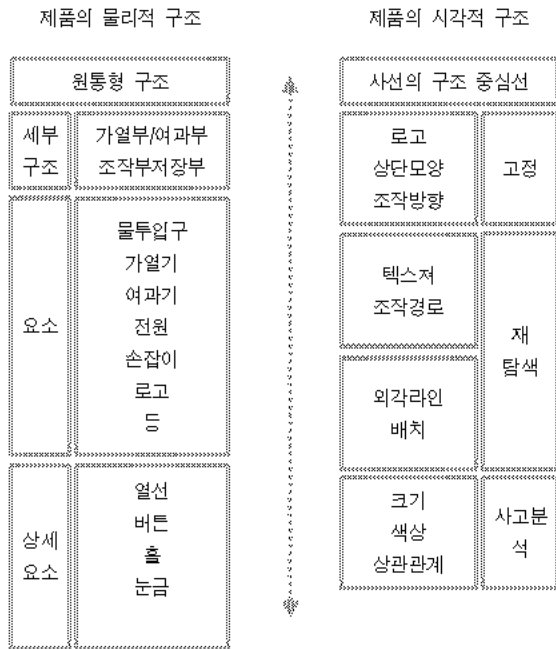 제품의 물리적 구조
원통형 구조
세부
구조
가열부/여과부
조작부저장부
요소
물투입구
가열기
여과기
전원
손잡이
로고
등
상세
요소
열선
버튼
홀
눈금
제품의 시각적 구조
사선의 구조 중심선
로고
상단모양
조작방향
고정
텍스져
조작경로
재
탐색
외각라인
배치
크기
색상
상관관계
사고분
석